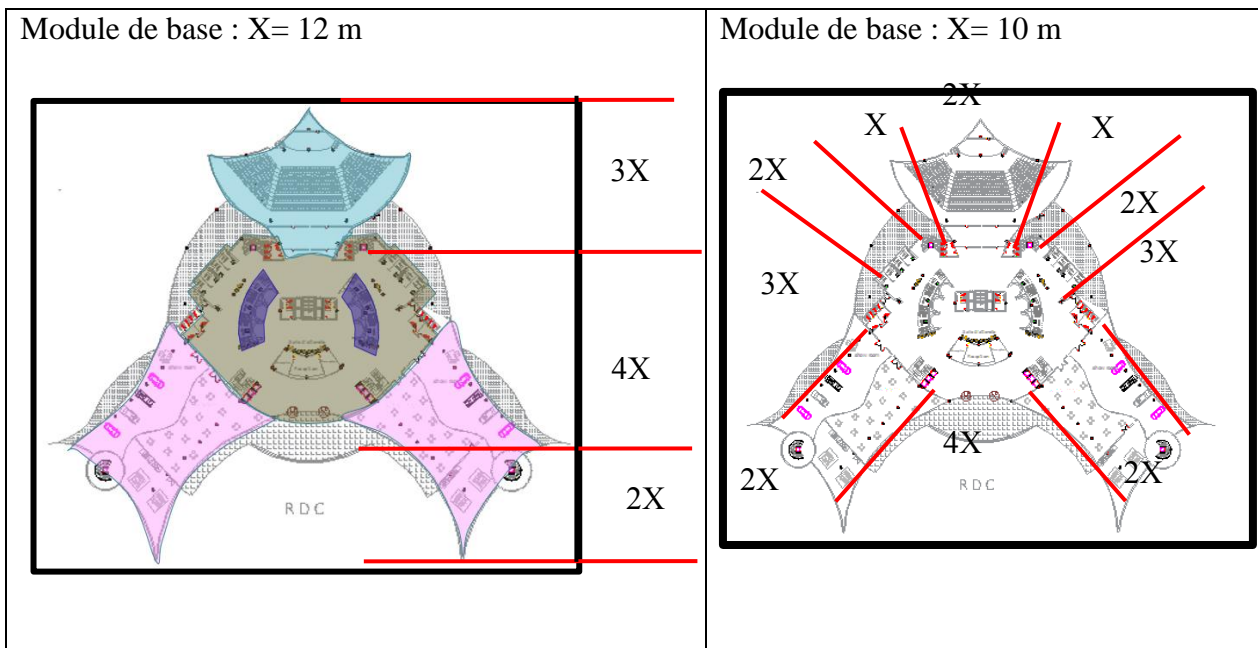 Module de base : X= 12 m
3X
4X
2X
RDC
Module de base : X= 10 m
2X
X
X
2X
2X
3X
3X
4X
2X
2X
RDC